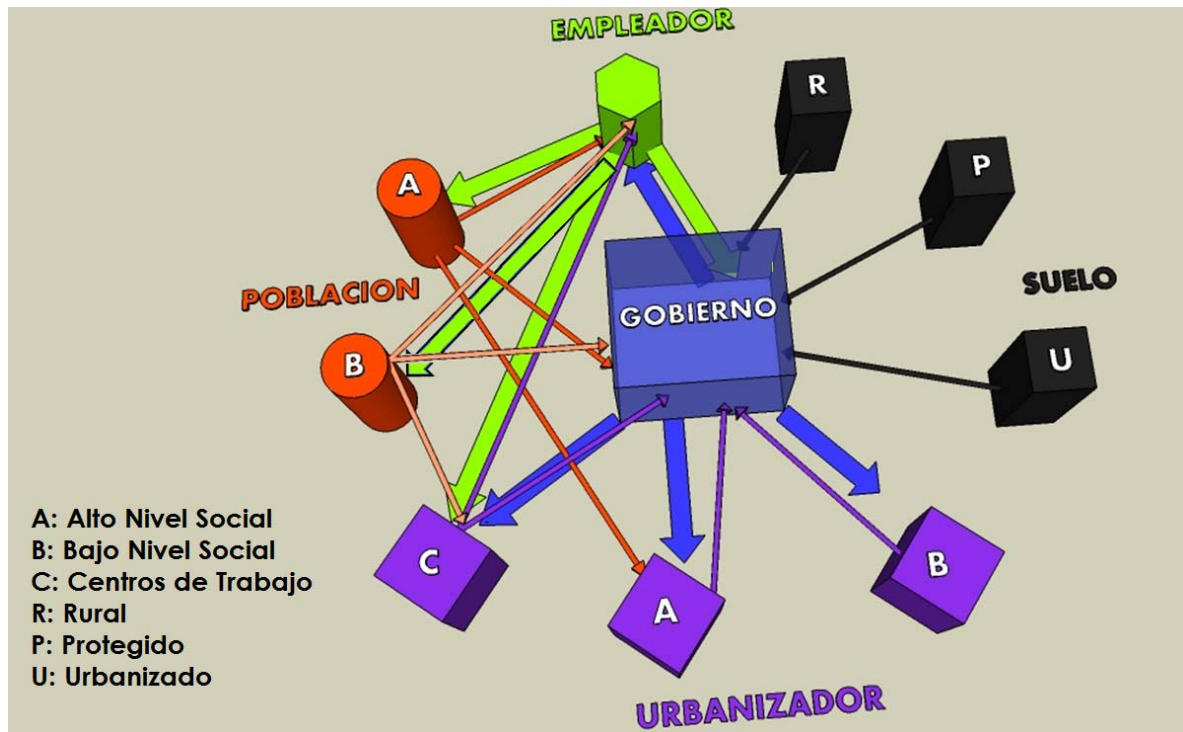 EMPLEADOR
R
P
A
POBLACION
GOBIERNO
SUELO
B
U
A: Alto Nivel Social
B: Bajo Nivel Social
C: Centros de Trabajo
R: Rural
P: Protegido
U: Urbanizado
C
A
B
URBANIZADOR